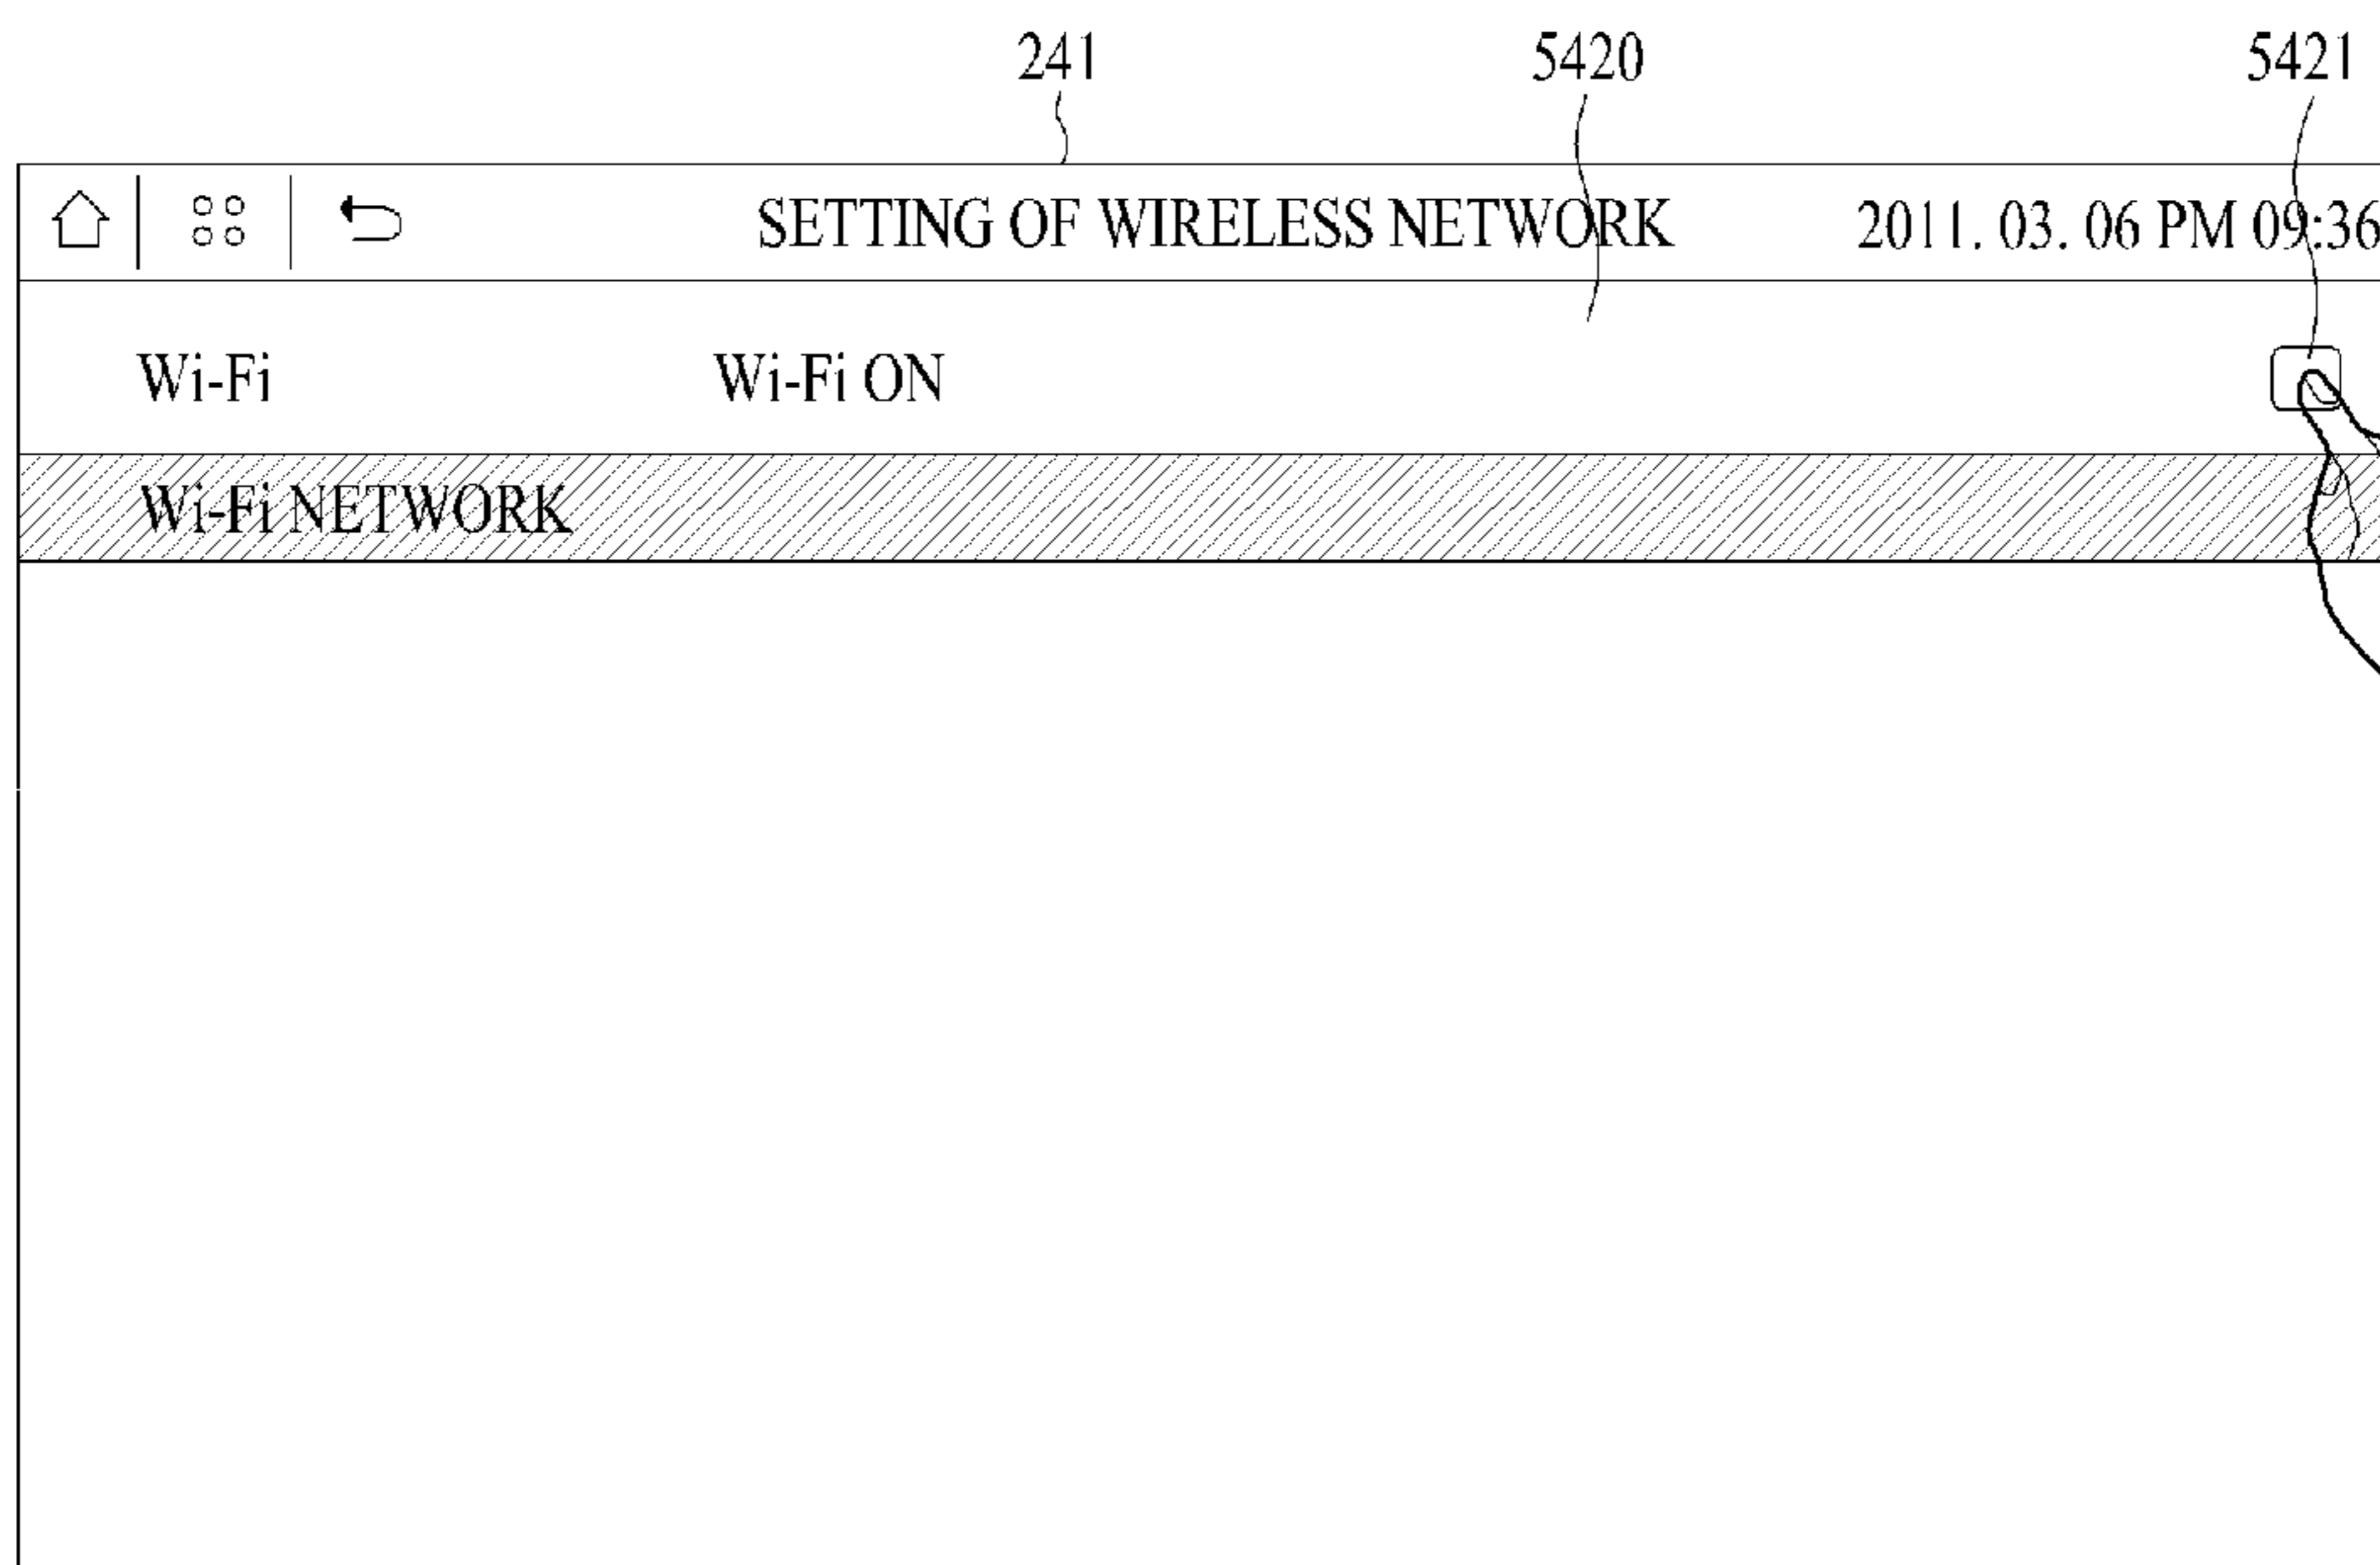 241 5420 5421
SETTING OF WIRELESS NETWORK 2011. 03. 06 PM 09:36
Wi-Fi Wi-Fi ON
Wi-Fi NETWORK